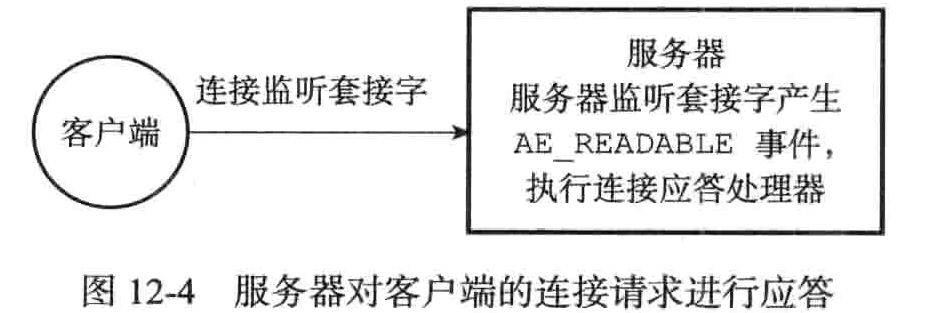 客户端
连接监听套接字
服务器
服务器监听套接字产生
AE_READABLE 事件，
执行连接应答处理器
图 12-4 服务器对客户端的连接请求进行应答